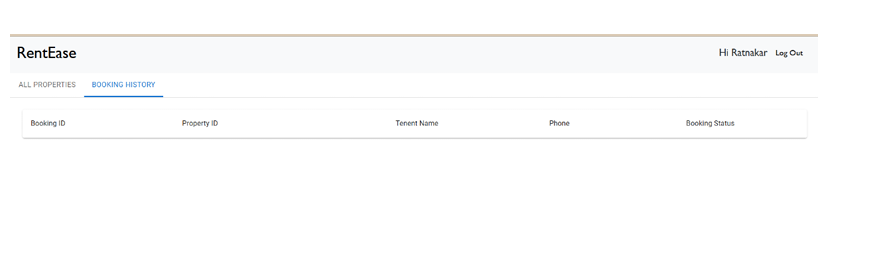 RentEase
Hi Ratnakar Log Out
ALL PROPERTIES BOOKING HISTORY
Booking ID Property ID Tenent Name Phone Booking Status